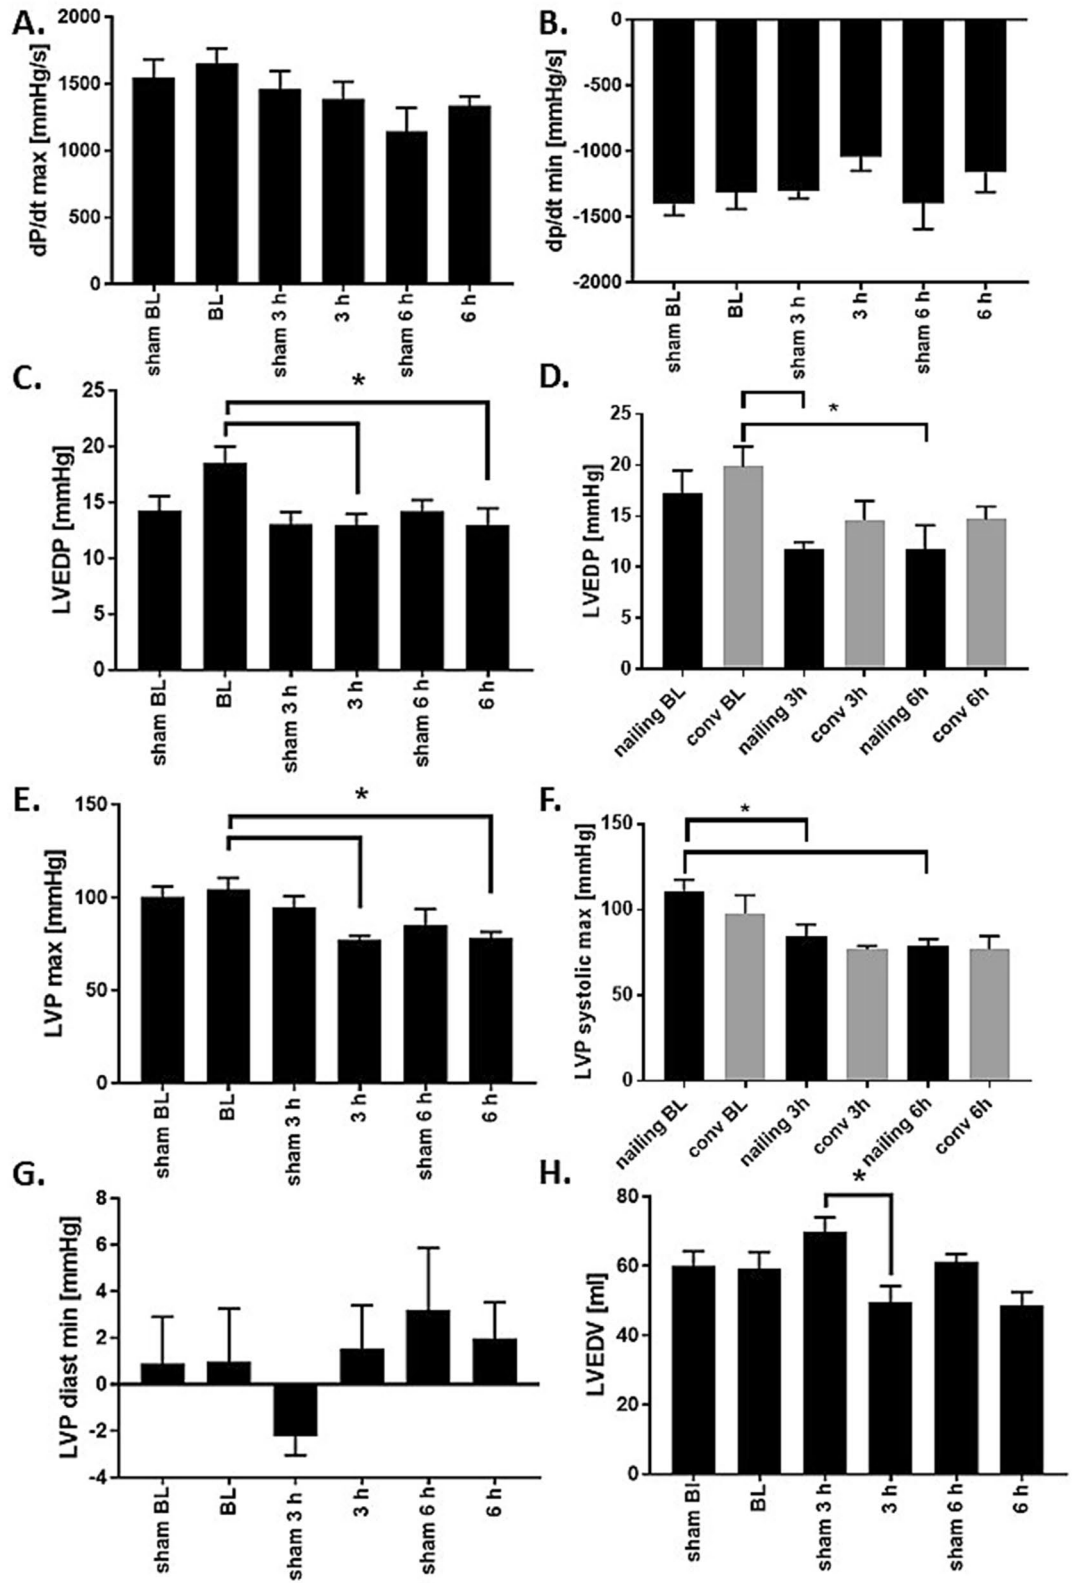 A.
dP/dt max [mmHg/s]
2000
1500
1000
500
0
sham BL
BL
sham 3 h
3 h
sham 6 h
6 h
B.
dp/dt min [mmHg/s]
0
-500
-1000
-1500
-2000
sham BL
BL
sham 3 h
3 h
sham 6 h
6 h
C.
LVEDP [mmHg]
25
20
15
10
5
0
*
sham BL
BL
sham 3 h
3 h
sham 6 h
6 h
D.
LVEDP [mmHg]
25
20
15
10
5
0
*
nailing BL
conv BL
nailing 3h
conv 3h
nailing 6h
conv 6h
E.
LVP max [mmHg]
150
100
50
0
*
sham BL
BL
sham 3 h
3 h
sham 6 h
6 h
F.
LVP systolic max [mmHg]
150
100
50
0
*
nailing BL
conv BL
nailing 3h
conv 3h
nailing 6h
conv 6h
G.
LVP diast min [mmHg]
8
6
4
2
0
-2
-4
sham BL
BL
sham 3 h
3 h
sham 6 h
6 h
H.
LVEDV [ml]
80
60
40
20
0
*
sham Bl
BL
sham 3 h
3 h
sham 6 h
6 h